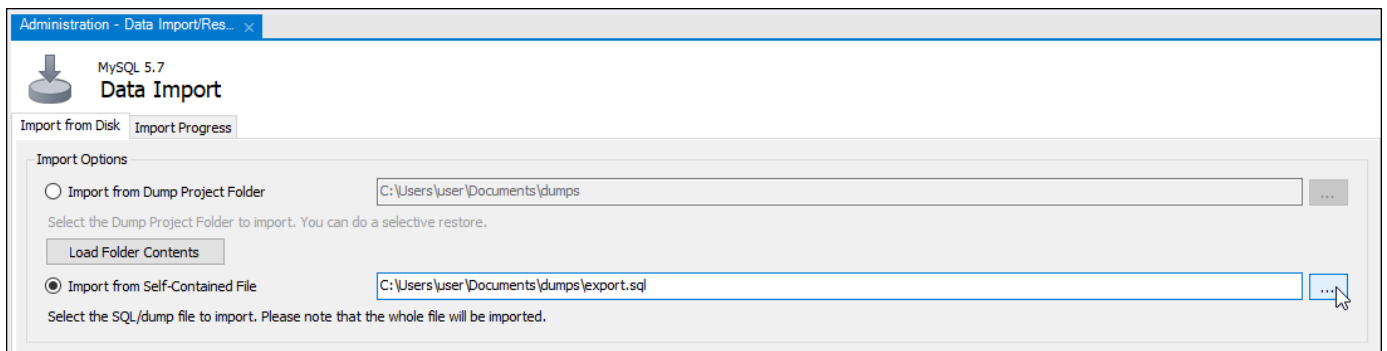 Administration - Data Import/Res...
MySQL 5.7
Data Import
Import from Disk Import Progress
Import Options
Import from Dump Project Folder C:\Users\user\Documents\dumps ...
Select the Dump Project Folder to import. You can do a selective restore.
Load Folder Contents
Import from Self-Contained File C:\Users\user\Documents\dumps\export.sql ...
Select the SQL/dump file to import. Please note that the whole file will be imported.